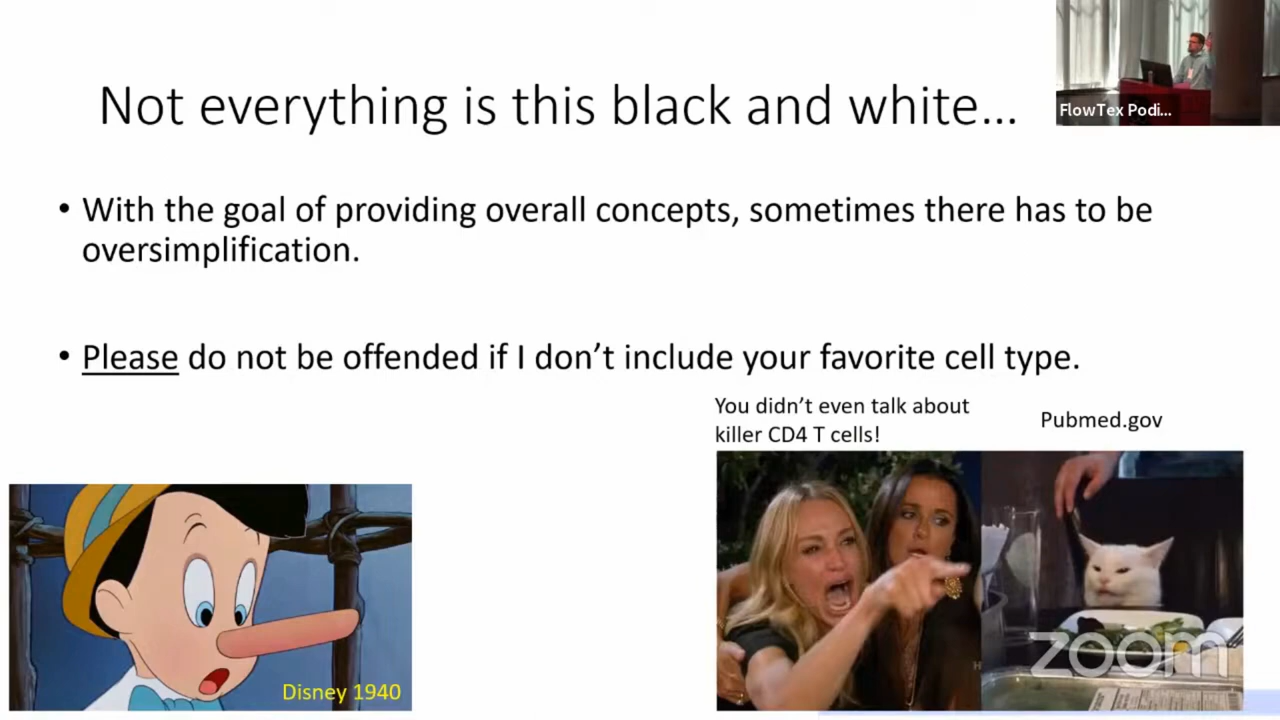 Not everything is this black and white...
FlowTex Podi...
• With the goal of providing overall concepts, sometimes there has to be
oversimplification.
• Please do not be offended if I don’t include your favorite cell type.
You didn’t even talk about
killer CD4 T cells!
Pubmed.gov
Disney 1940
zoom